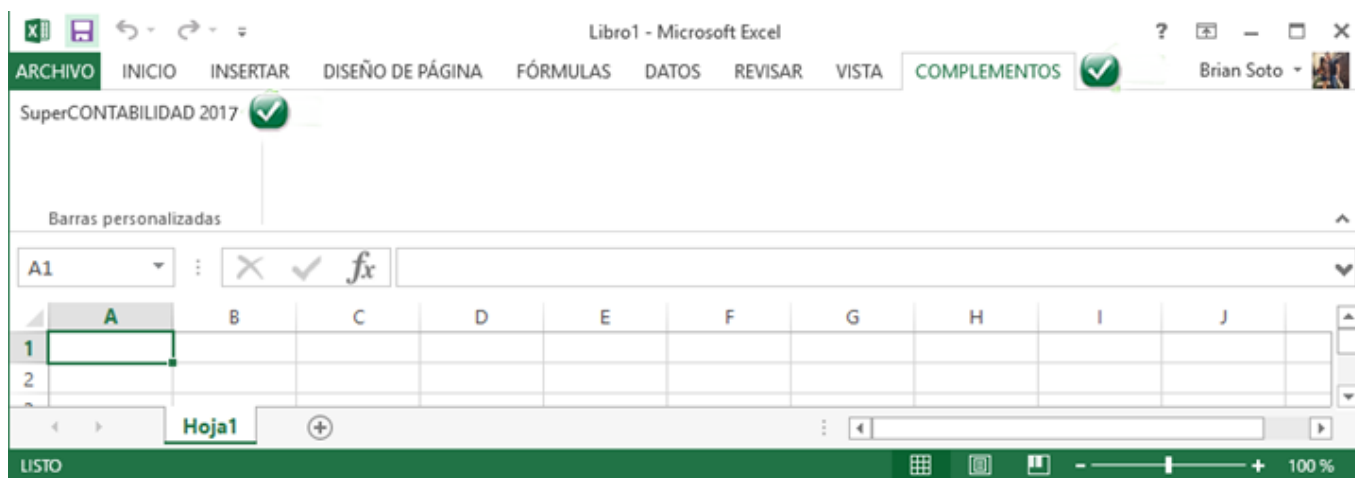 Libro1 - Microsoft Excel ?
ARCHIVO INICIO INSERTAR DISEÑO DE PÁGINA FÓRMULAS DATOS REVISAR VISTA COMPLEMENTOS Brian Soto
SuperCONTABILIDAD 2017
Barras personalizadas
A1 fx
A B C D E F G H I J
1
2
Hoja1
LISTO 100 %